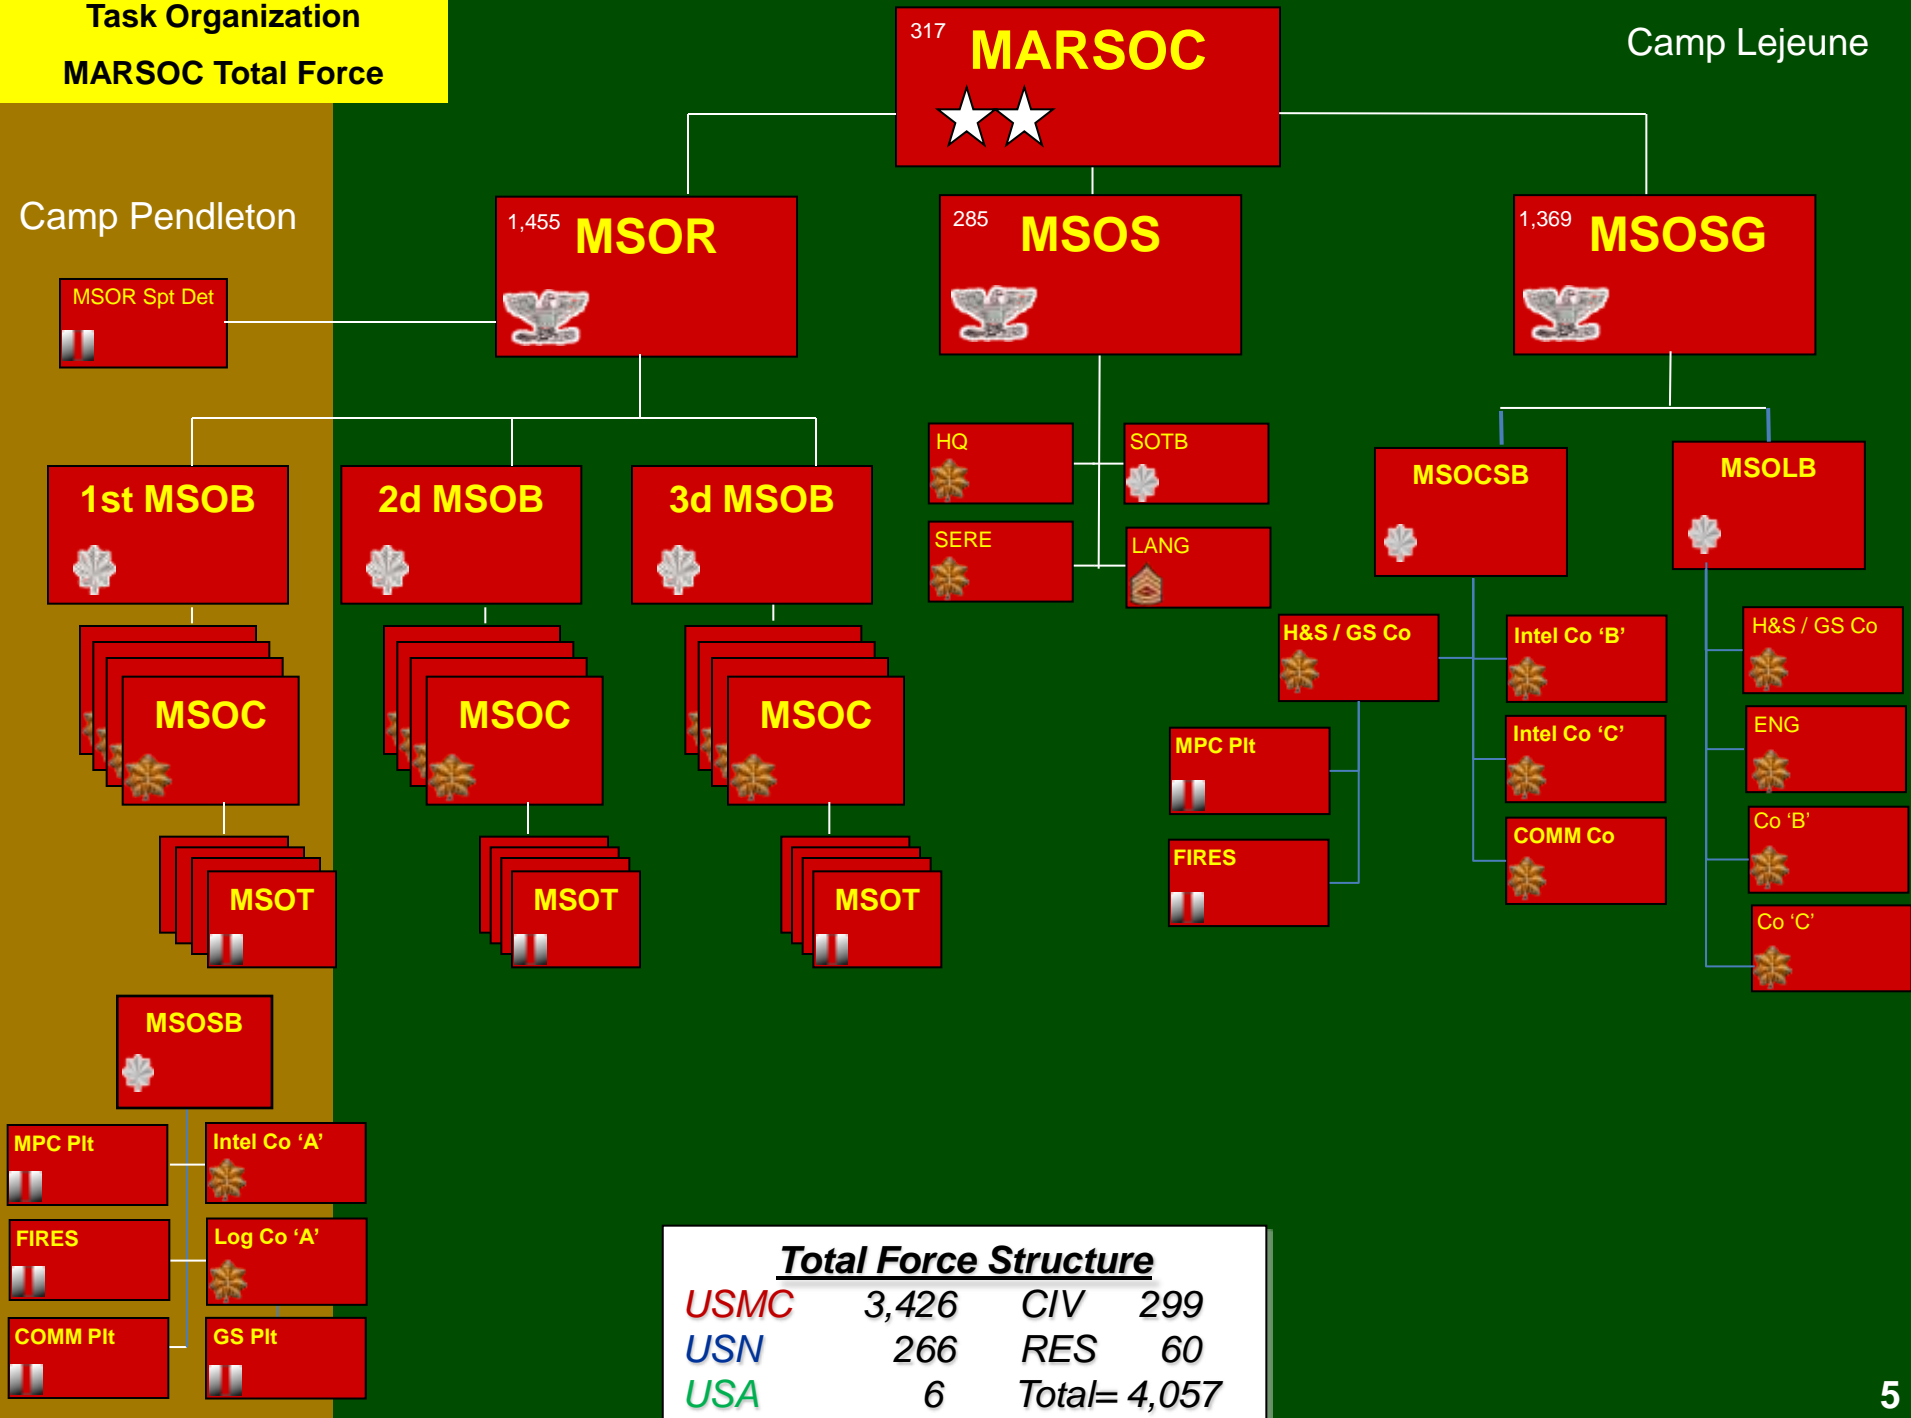 Task Organization
MARSOC Total Force
317
MARSOC
Camp Lejeune
Camp Pendleton
1,455
MSOR
285
MSOS
1,369
MSOSG
MSOR Spt Det
1st MSOB
2d MSOB
3d MSOB
HQ
SOTB
SERE
LANG
MSOCSB
MSOLB
MSOC
MSOC
MSOC
MSOT
MSOT
MSOT
H&S / GS Co
Intel Co ‘B’
H&S / GS Co
MPC Plt
Intel Co ‘C’
ENG
FIRES
COMM Co
Co ‘B’
Co ‘C’
MSOSB
MPC Plt
Intel Co ‘A’
FIRES
Log Co ‘A’
COMM Plt
GS Plt
Total Force Structure
USMC 3,426 CIV 299
USN 266 RES 60
USA 6 Total= 4,057
5